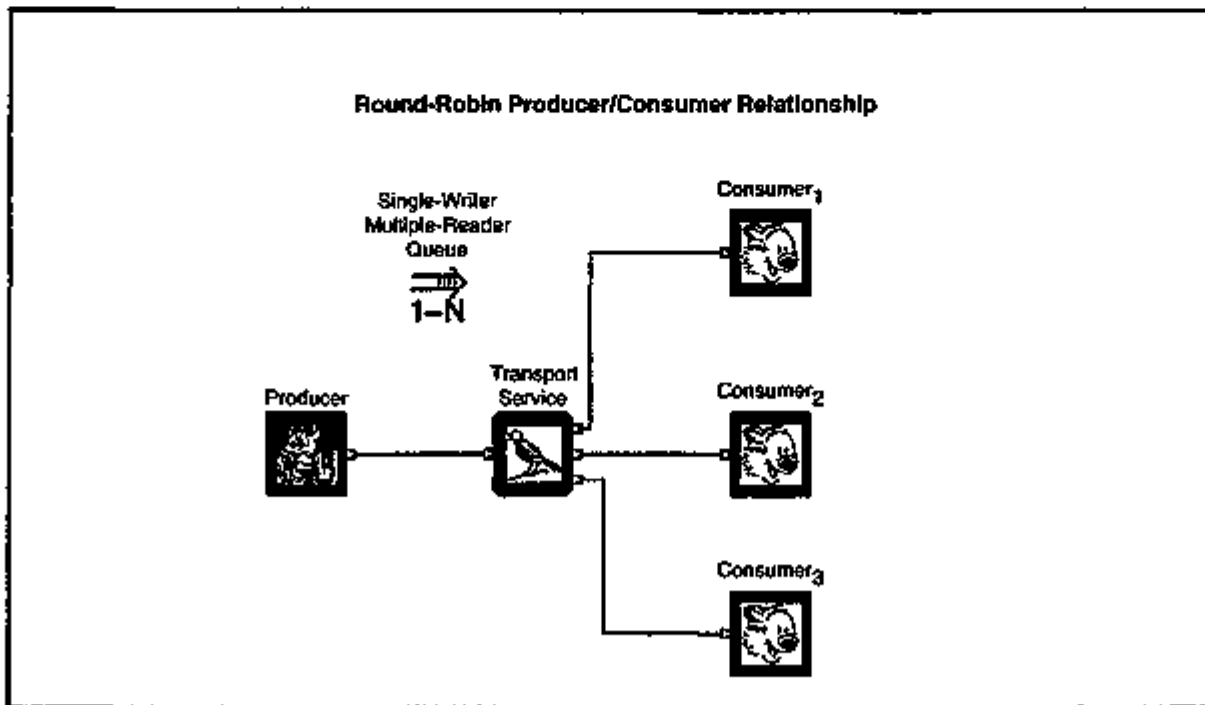 Round-Robin Producer/Consumer Relationship
Single-Writer
Multiple-Reader
Queue
1–N
Consumer1
Transport
Service
Producer
Consumer2
Consumer3